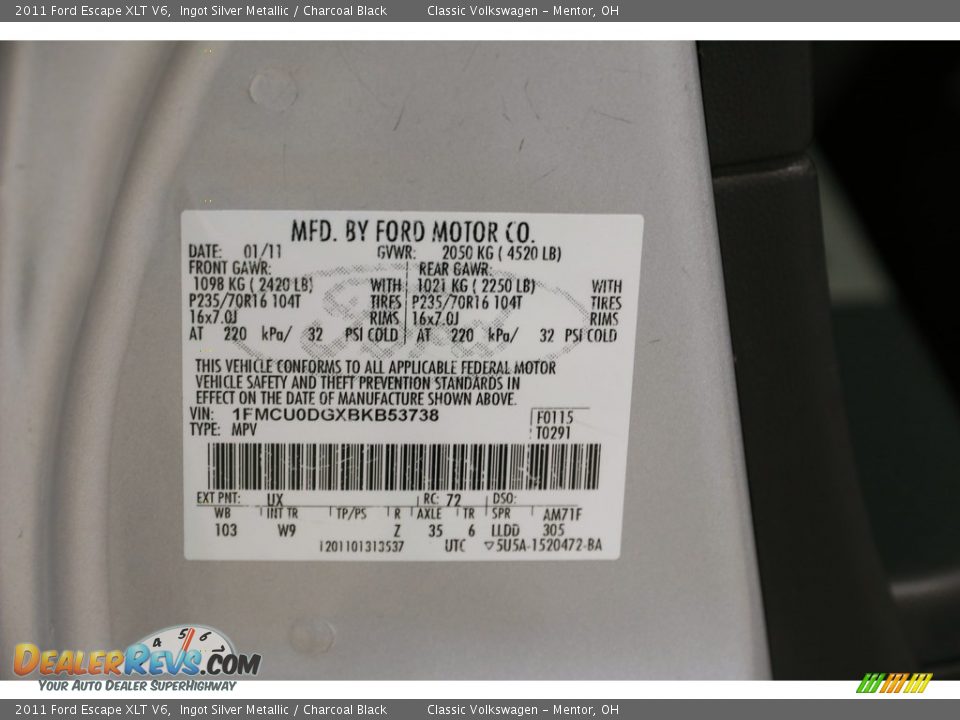 2011 Ford Escape XLT V6, Ingot Silver Metallic / Charcoal Black Classic Volkswagen - Mentor, OH
MFD. BY FORD MOTOR CO.
DATE: 01/11 GVWR: 2050 KG ( 4520 LB)
FRONT GAWR: REAR GAWR:
1098 KG ( 2420 LB) WITH 1021 KG ( 2250 LB) WITH
P235/70R16 104T TIRES P235/70R16 104T TIRES
16x7.0J RIMS 16x7.0J RIMS
AT 220 kPa/ 32 PSI COLD AT 220 kPa/ 32 PSI COLD
THIS VEHICLE CONFORMS TO ALL APPLICABLE FEDERAL MOTOR
VEHICLE SAFETY AND THEFT PREVENTION STANDARDS IN
EFFECT ON THE DATE OF MANUFACTURE SHOWN ABOVE.
VIN: 1FMCU0DGXBKB53738 F0115
TYPE: MPV T0291
EXT PNT: UX RC: 72 DSO:
WB INT TR TP/PS R AXLE TR SPR AM71F
103 W9 Z 35 6 LLDD 305
1201101313537 UTC ▽5U5A-1520472-BA
4 5 6 7
DEALERREVS.COM
YOUR AUTO DEALER SUPERHIGHWAY
2011 Ford Escape XLT V6, Ingot Silver Metallic / Charcoal Black Classic Volkswagen - Mentor, OH